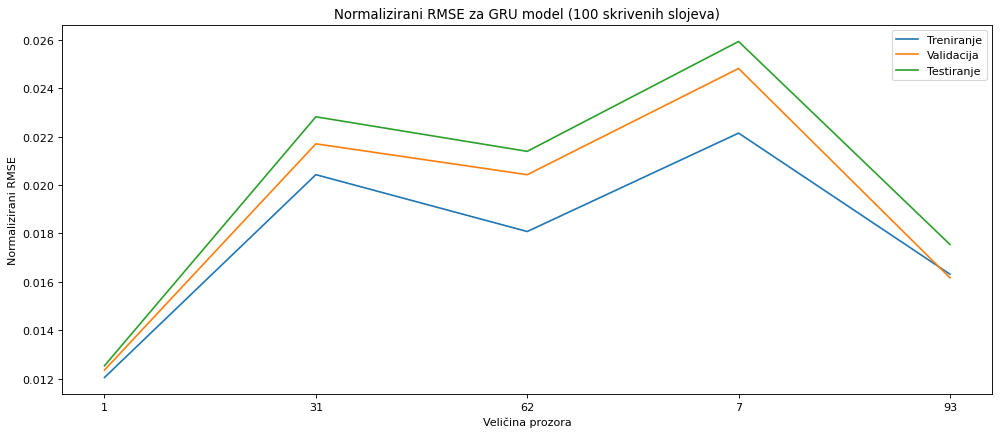 Normalizirani RMSE za GRU model (100 skrivenih slojeva)
Treniranje
Validacija
Testiranje
Normalizirani RMSE
0.026
0.024
0.022
0.020
0.018
0.016
0.014
0.012
1 31 62 7 93
Veličina prozora